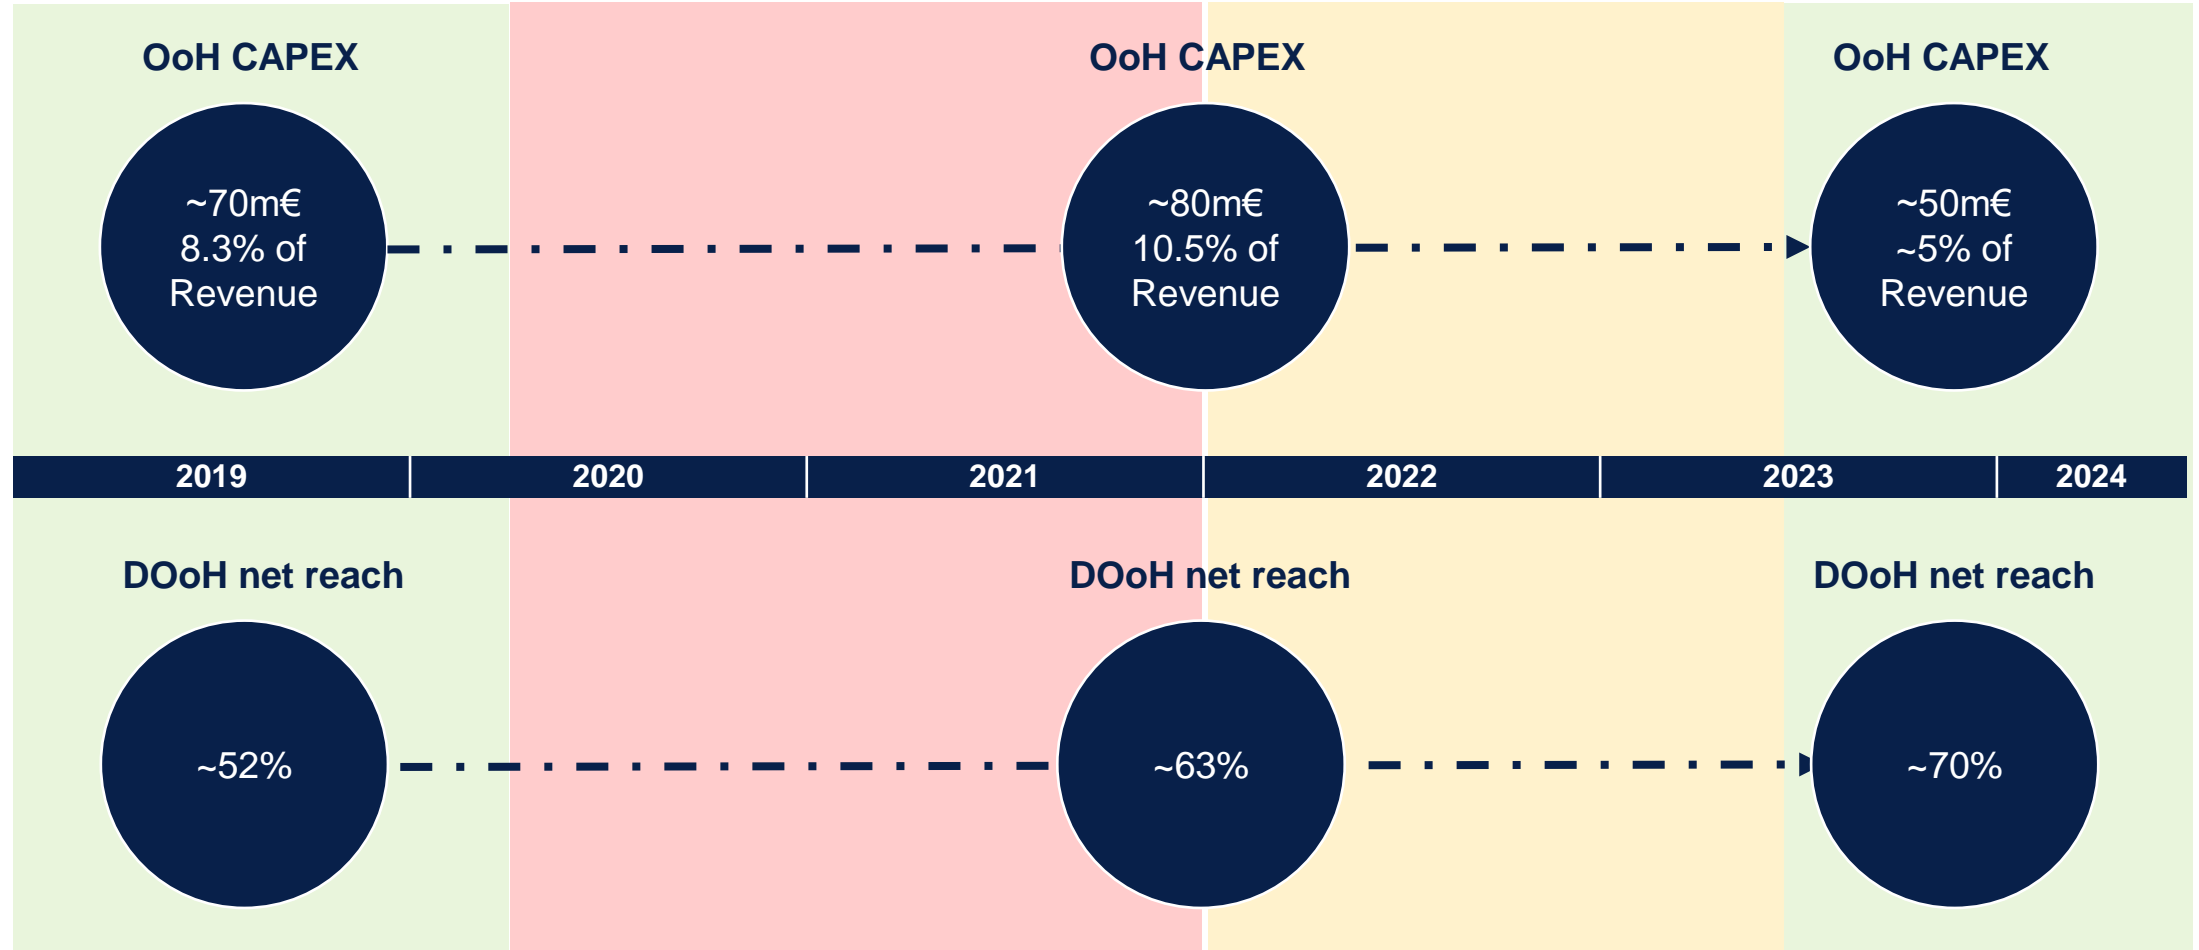 OoH CAPEX
OoH CAPEX
OoH CAPEX
~70m€
8.3% of
Revenue
~80m€
10.5% of
Revenue
~50m€
~5% of
Revenue
2019
2020
2021
2022
2023
2024
DOoH net reach
DOoH net reach
DOoH net reach
~52%
~63%
~70%